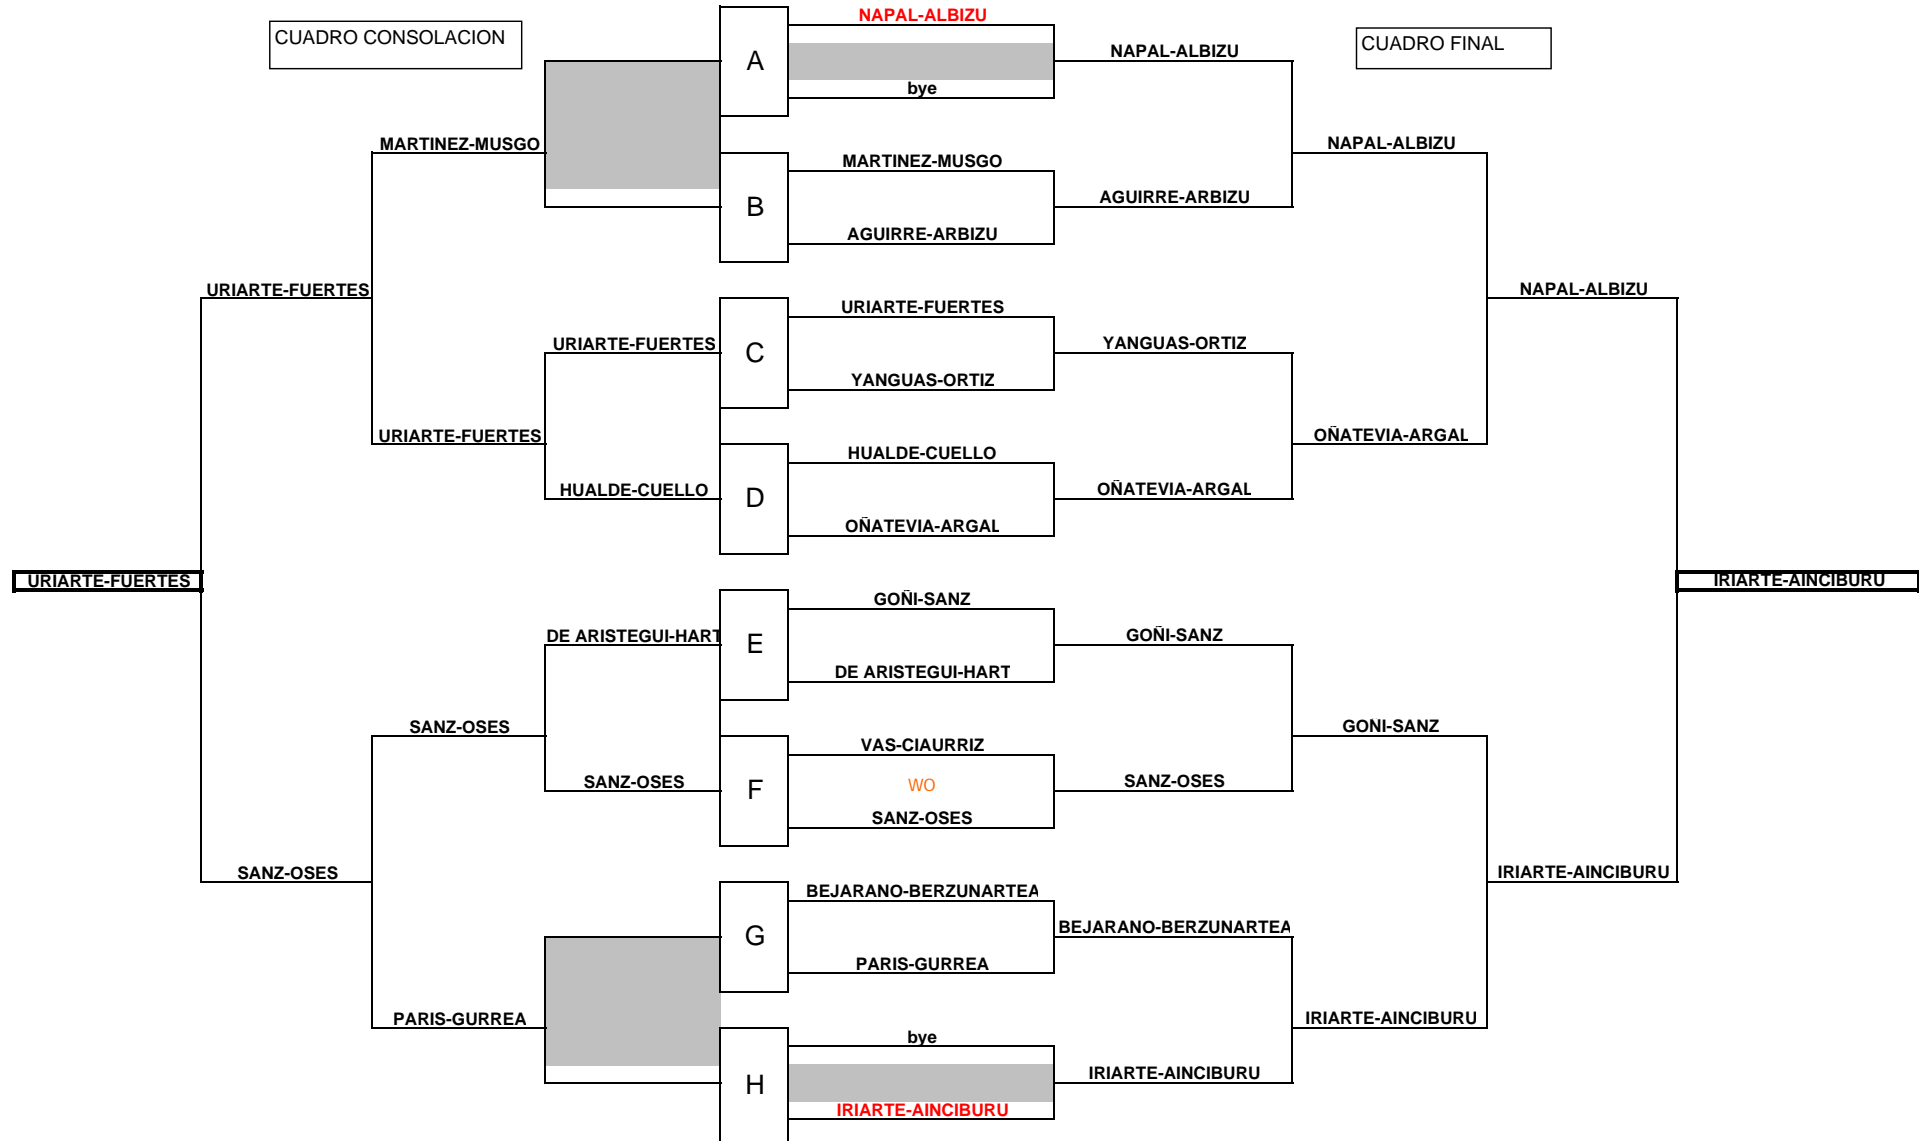 NAPAL-ALBIZU
CUADRO CONSOLACION
CUADRO FINAL
A
NAPAL-ALBIZU
bye
MARTINEZ-MUSGO
NAPAL-ALBIZU
MARTINEZ-MUSGO
B
AGUIRRE-ARBIZU
AGUIRRE-ARBIZU
URIARTE-FUERTES
NAPAL-ALBIZU
URIARTE-FUERTES
URIARTE-FUERTES
C
YANGUAS-ORTIZ
YANGUAS-ORTIZ
URIARTE-FUERTES
OÑATEVIA-ARGAL
HUALDE-CUELLO
HUALDE-CUELLO
D
OÑATEVIA-ARGAL
OÑATEVIA-ARGAL
URIARTE-FUERTES
IRIARTE-AINCIBURU
GOÑI-SANZ
DE ARISTEGUI-HART
E
GOÑI-SANZ
DE ARISTEGUI-HART
SANZ-OSES
GONI-SANZ
VAS-CIAURRIZ
SANZ-OSES
F
WO
SANZ-OSES
SANZ-OSES
SANZ-OSES
IRIARTE-AINCIBURU
BEJARANO-BERZUNARTEA
G
BEJARANO-BERZUNARTEA
PARIS-GURREA
PARIS-GURREA
IRIARTE-AINCIBURU
bye
H
IRIARTE-AINCIBURU
IRIARTE-AINCIBURU